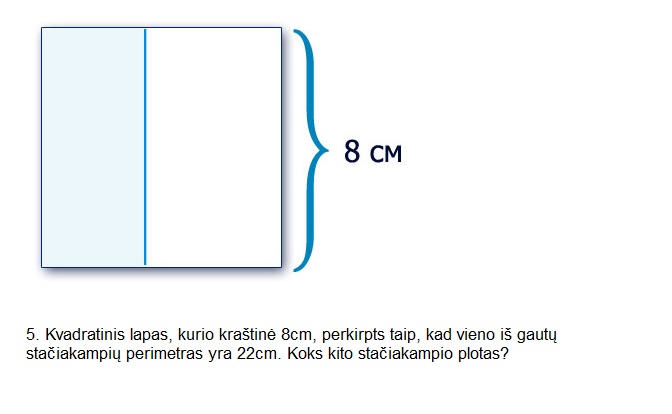 8 см
5. Kvadratinis lapas, kurio kraštinė 8cm, perkirpts taip, kad vieno iš gautų
stačiakampių perimetras yra 22cm. Koks kito stačiakampio plotas?